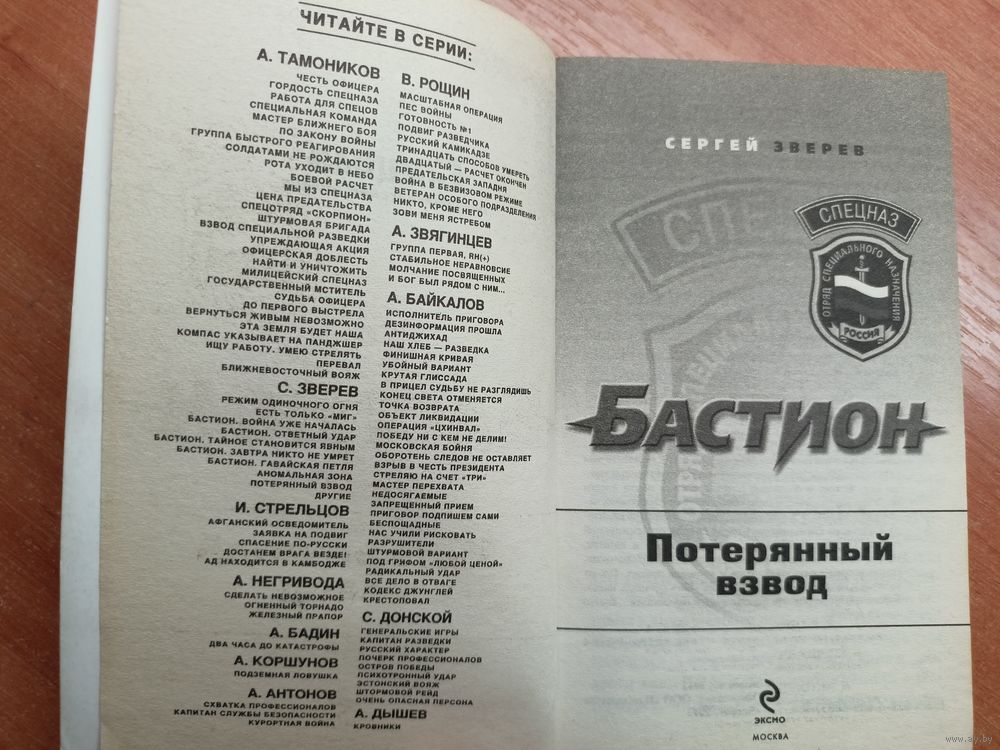 ЧИТАЙТЕ В СЕРИИ:
А. ТАМОНИКОВ
ЧЕСТЬ ОФИЦЕРА
ГОРДОСТЬ СПЕЦНАЗА
РАБОТА ДЛЯ СПЕЦОВ
СПЕЦИАЛЬНАЯ КОМАНДА
МАСТЕР БЛИЖНЕГО БОЯ
ПО ЗАКОНУ ВОЙНЫ
ГРУППА БЫСТРОГО РЕАГИРОВАНИЯ
СОЛДАТАМИ НЕ РОЖДАЮТСЯ
РОТА УХОДИТ В НЕБО
БОЕВОЙ РАСЧЕТ
МЫ ИЗ СПЕЦНАЗА
ЦЕНА ПРЕДАТЕЛЬСТВА
СПЕЦОТРЯД «СКОРПИОН»
ШТУРМОВАЯ БРИГАДА
ВЗВОД СПЕЦИАЛЬНОЙ РАЗВЕДКИ
УПРЕЖДАЮЩАЯ АКЦИЯ
ОФИЦЕРСКАЯ ДОБЛЕСТЬ
НАЙТИ И УНИЧТОЖИТЬ
МИЛИЦЕЙСКИЙ СПЕЦНАЗ
ГОСУДАРСТВЕННЫЙ МСТИТЕЛЬ
СУДЬБА ОФИЦЕРА
ДО ПЕРВОГО ВЫСТРЕЛА
ВЕРНУТЬСЯ ЖИВЫМ НЕВОЗМОЖНО
ЭТА ЗЕМЛЯ БУДЕТ НАША
КОМПАС УКАЗЫВАЕТ НА ПАНДЖШЕР
ИЩУ РАБОТУ. УМЕЮ СТРЕЛЯТЬ
ПЕРЕВАЛ
БЛИЖНЕВОСТОЧНЫЙ ВОЯЖ
С. ЗВЕРЕВ
РЕЖИМ ОДИНОЧНОГО ОГНЯ
ЕСТЬ ТОЛЬКО «МИГ»
БАСТИОН. ВОЙНА УЖЕ НАЧАЛАСЬ
БАСТИОН. ОТВЕТНЫЙ УДАР
БАСТИОН. ТАЙНОЕ СТАНОВИТСЯ ЯВНЫМ
БАСТИОН. ЗАВТРА НИКТО НЕ УМРЕТ
БАСТИОН. ГАВАЙСКАЯ ПЕТЛЯ
АНОМАЛЬНАЯ ЗОНА
ПОТЕРЯННЫЙ ВЗВОД
ДРУГИЕ
И. СТРЕЛЬЦОВ
АФГАНСКИЙ ОСВЕДОМИТЕЛЬ
ЗАЯВКА НА ПОДВИГ
СПАСЕНИЕ ПО-РУССКИ
ДОСТАНЕМ ВРАГА ВЕЗДЕ!
АД НАХОДИТСЯ В КАМБОДЖЕ
А. НЕГРИВОДА
СДЕЛАТЬ НЕВОЗМОЖНОЕ
ОГНЕННЫЙ ТОРНАДО
ЖЕЛЕЗНЫЙ ПРАПОР
А. БАДИН
ДВА ЧАСА ДО КАТАСТРОФЫ
А. КОРШУНОВ
ПОДЗЕМНАЯ ЛОВУШКА
А. АНТОНОВ
СХВАТКА ПРОФЕССИОНАЛОВ
КАПИТАН СЛУЖБЫ БЕЗОПАСНОСТИ
КУРОРТНАЯ ВОЙНА
В. РОЩИН
МАСШТАБНАЯ ОПЕРАЦИЯ
ПЕС ВОЙНЫ
ГОТОВНОСТЬ №1
ПОДВИГ РАЗВЕДЧИКА
РУССКИЙ КАМИКАДЗЕ
ТРИНАДЦАТЬ СПОСОБОВ УМЕРЕТЬ
ДВАДЦАТЫЙ — РАСЧЕТ ОКОНЧЕН
ПРЕДАТЕЛЬСКАЯ ЗАПАДНЯ
ВОЙНА В БЕЗВИЗОВОМ РЕЖИМЕ
ВЕТЕРАН ОСОБОГО ПОДРАЗДЕЛЕНИЯ
НИКТО, КРОМЕ НЕГО
ЗОВИ МЕНЯ ЯСТРЕБОМ
А. ЗВЯГИНЦЕВ
ГРУППА ПЕРВАЯ, RH(+)
СТАБИЛЬНОЕ НЕРАВНОВСИЕ
МОЛЧАНИЕ ПОСВЯЩЕННЫХ
И БОГ БЫЛ РЯДОМ С НИМ...
А. БАЙКАЛОВ
ИСПОЛНИТЕЛЬ ПРИГОВОРА
ДЕЗИНФОРМАЦИЯ ПРОШЛА
АНТИДЖИХАД
НАШ ХЛЕБ — РАЗВЕДКА
ФИНИШНАЯ КРИВАЯ
УБОЙНЫЙ ВАРИАНТ
КРУТАЯ ГЛИССАДА
В ПРИЦЕЛ СУДЬБУ НЕ РАЗГЛЯДИШЬ
КОНЕЦ СВЕТА ОТМЕНЯЕТСЯ
ТОЧКА ВОЗВРАТА
ОБЪЕКТ ЛИКВИДАЦИИ
ОПЕРАЦИЯ «ЦХИНВАЛ»
ПОБЕДУ НИ С КЕМ НЕ ДЕЛИМ!
МОСКОВСКАЯ БОЙНЯ
ОБОРОТЕНЬ СЛЕДОВ НЕ ОСТАВЛЯЕТ
ВЗРЫВ В ЧЕСТЬ ПРЕЗИДЕНТА
СТРЕЛЯЮ НА СЧЕТ «ТРИ»
МАСТЕР ПЕРЕХВАТА
НЕДОСЯГАЕМЫЕ
ЗАПРЕЩЕННЫЙ ПРИЕМ
ПРИГОВОР ПОДПИШЕМ САМИ
БЕСПОЩАДНЫЕ
НАС УЧИЛИ РИСКОВАТЬ
РАЗРУШИТЕЛИ
ШТУРМОВОЙ ВАРИАНТ
ПОД ГРИФОМ «ЛЮБОЙ ЦЕНОЙ»
РАДИКАЛЬНЫЙ УДАР
ВСЕ ДЕЛО В ОТВАГЕ
КОДЕКС ДЖУНГЛЕЙ
КРЕСТОПОВАЛ
С. ДОНСКОЙ
ГЕНЕРАЛЬСКИЕ ИГРЫ
КАПИТАН РАЗВЕДКИ
РУССКИЙ ХАРАКТЕР
ПОЧЕРК ПРОФЕССИОНАЛОВ
ОСТРОВ ПОБЕДЫ
ПСИХОТРОННЫЙ УДАР
ЭСТОНСКИЙ ВОЯЖ
ШТОРМОВОЙ РЕЙД
ОЧЕНЬ ОПАСНАЯ ПЕРСОНА
А. ДЫШЕВ
КРОВНИКИ
СЕРГЕЙ ЗВЕРЕВ
СП
СПЕЦНАЗ
ОТРЯД СПЕЦИАЛЬНОГО НАЗНАЧЕНИЯ
РОССИЯ
БАСТИОН
Потерянный
взвод
ЭКСМО
МОСКВА
www.ay.by